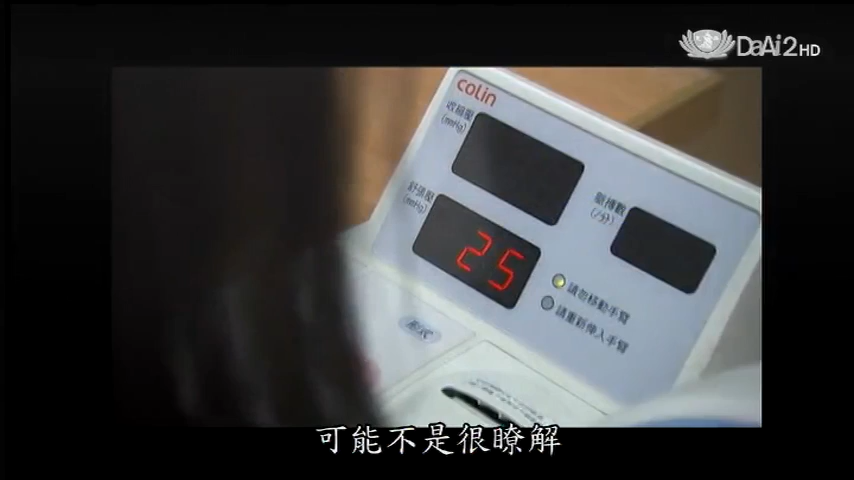 DaAi2HD
colin
收縮壓
(mmHg)
舒張壓
(mmHg)
25
脈搏數
(/分)
請勿移動手臂
請重新伸入手臂
可能不是很瞭解